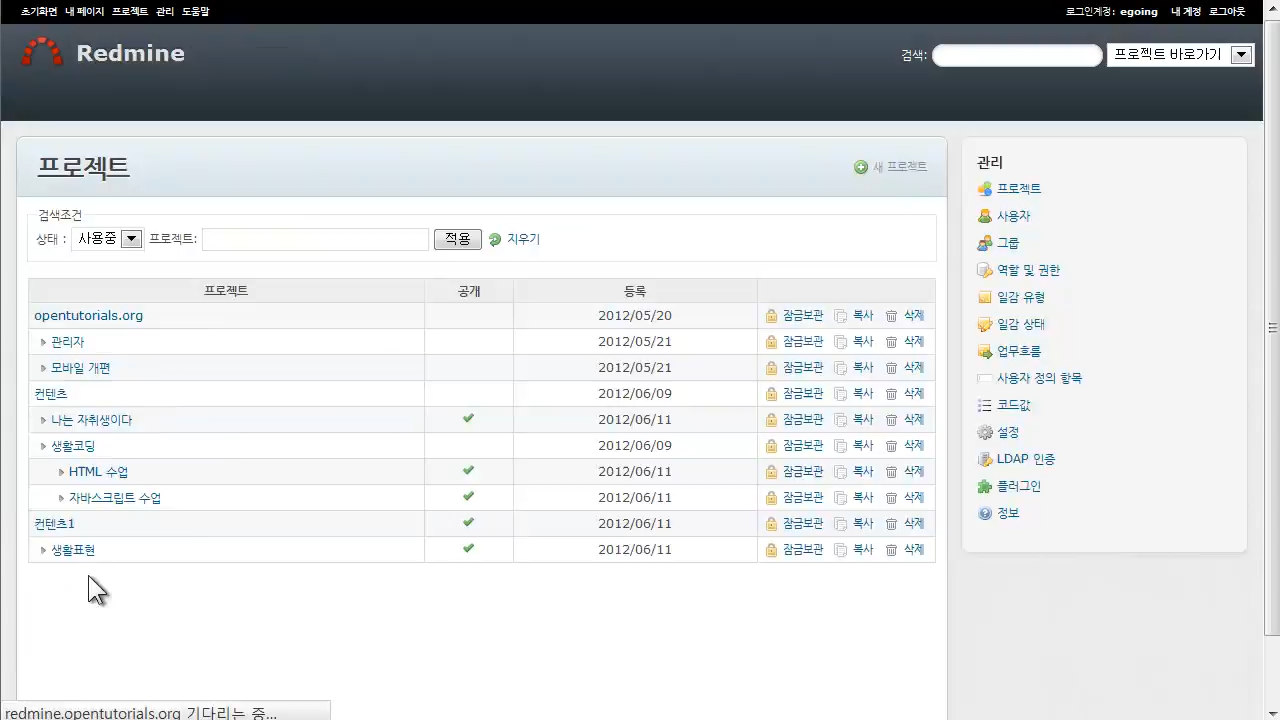 초기화면 내 페이지 프로젝트 관리 도움말 로그인계정: egoing 내 계정 로그아웃
Redmine 검색: 프로젝트 바로가기
프로젝트 새 프로젝트
검색조건
상태 : 사용중 프로젝트: 적용 지우기
프로젝트 공개 등록
opentutorials.org 2012/05/20 잠금보관 복사 삭제
관리자 2012/05/21 잠금보관 복사 삭제
모바일 개편 2012/05/21 잠금보관 복사 삭제
컨텐츠 2012/06/09 잠금보관 복사 삭제
나는 자취생이다 2012/06/11 잠금보관 복사 삭제
생활코딩 2012/06/09 잠금보관 복사 삭제
HTML 수업 2012/06/11 잠금보관 복사 삭제
자바스크립트 수업 2012/06/11 잠금보관 복사 삭제
컨텐츠1 2012/06/11 잠금보관 복사 삭제
생활표현 2012/06/11 잠금보관 복사 삭제
관리
프로젝트
사용자
그룹
역할 및 권한
일감 유형
일감 상태
업무흐름
사용자 정의 항목
코드값
설정
LDAP 인증
플러그인
정보
redmine.opentutorials.org 기다리는 중...